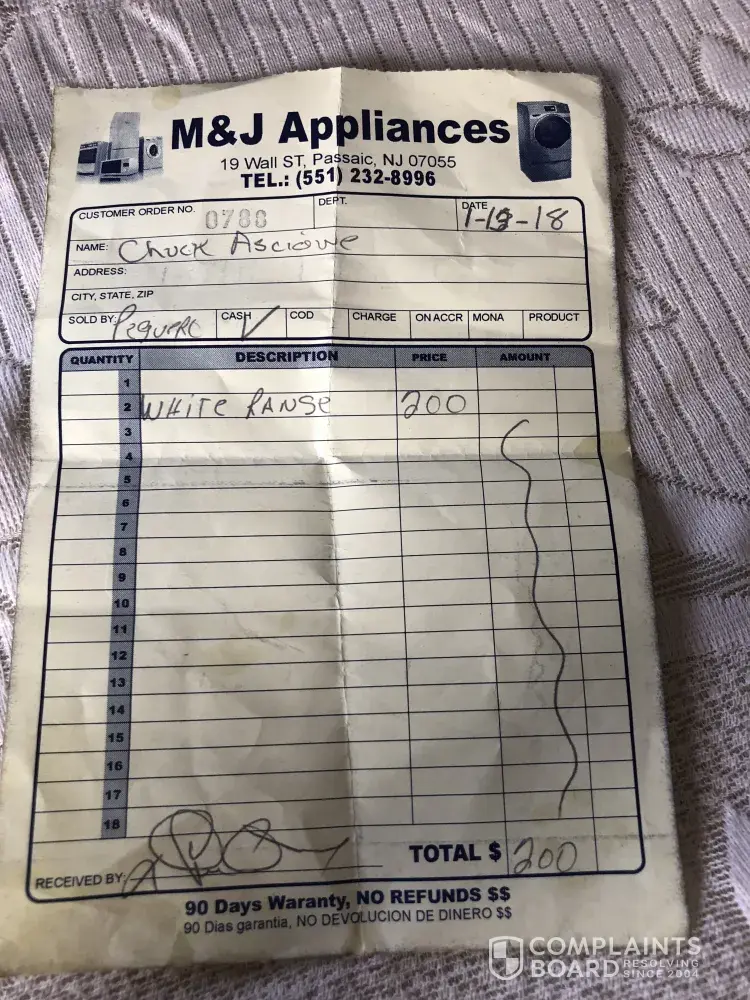 M&J Appliances
19 Wall ST, Passaic, NJ 07055
TEL.: (551) 232-8996
CUSTOMER ORDER NO. 0788 DEPT. DATE 1-18
NAME: Chuck Ascione
ADDRESS:
CITY, STATE, ZIP
SOLD BY: Peguero CASH ✓ COD CHARGE ON ACCR MONA PRODUCT
QUANTITY DESCRIPTION PRICE AMOUNT
1
2 WHITE RANGE 200
3
4
5
6
7
8
9
10
11
12
13
14
15
16
17
18
TOTAL $ 200
RECEIVED BY:
90 Days Waranty, NO REFUNDS $$
90 Dias garantia, NO DEVOLUCION DE DINERO $$
COMPLAINTS
BOARD RESOLVING SINCE 2004